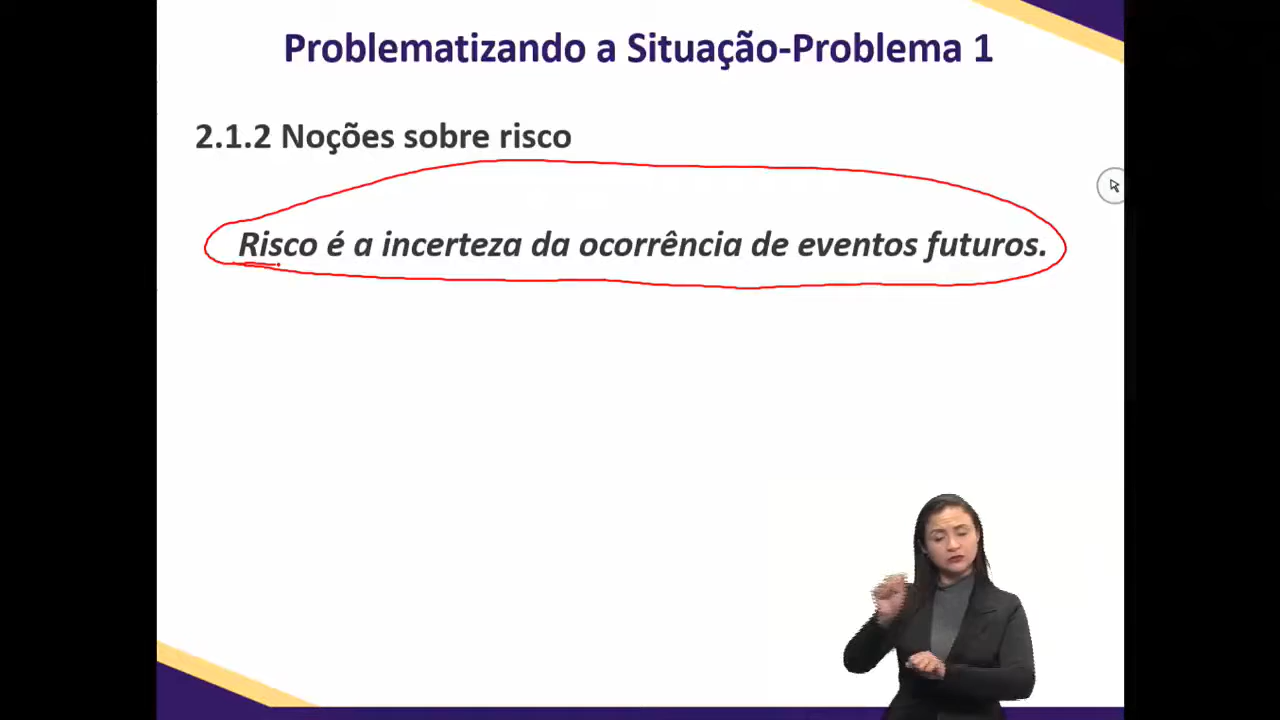 Problematizando a Situação-Problema 1
2.1.2 Noções sobre risco
Risco é a incerteza da ocorrência de eventos futuros.